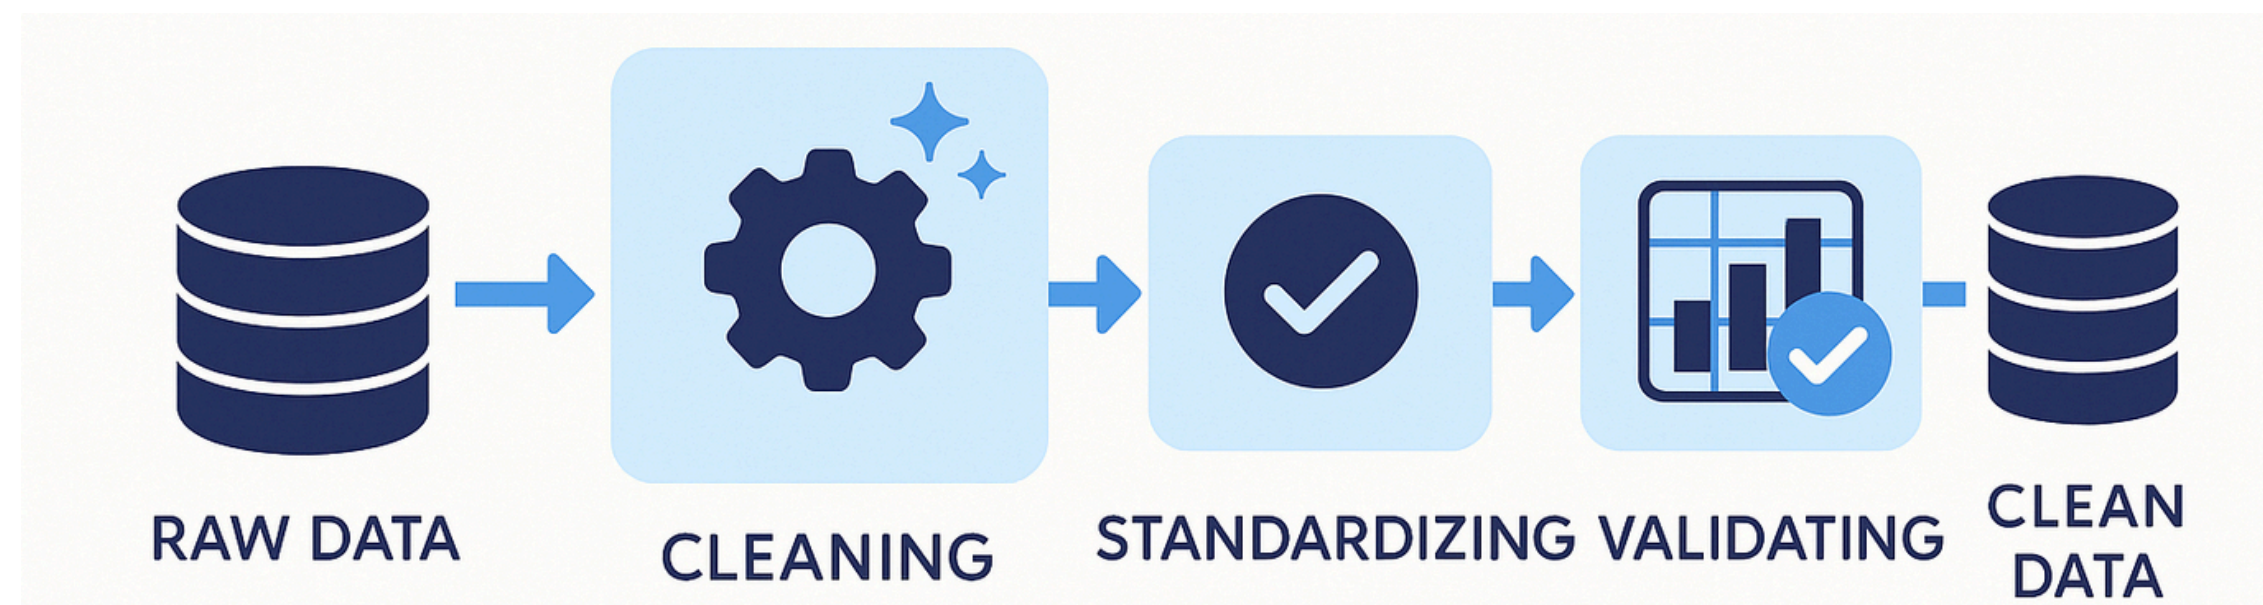 RAW DATA
CLEANING
STANDARDIZING
VALIDATING
CLEAN
DATA